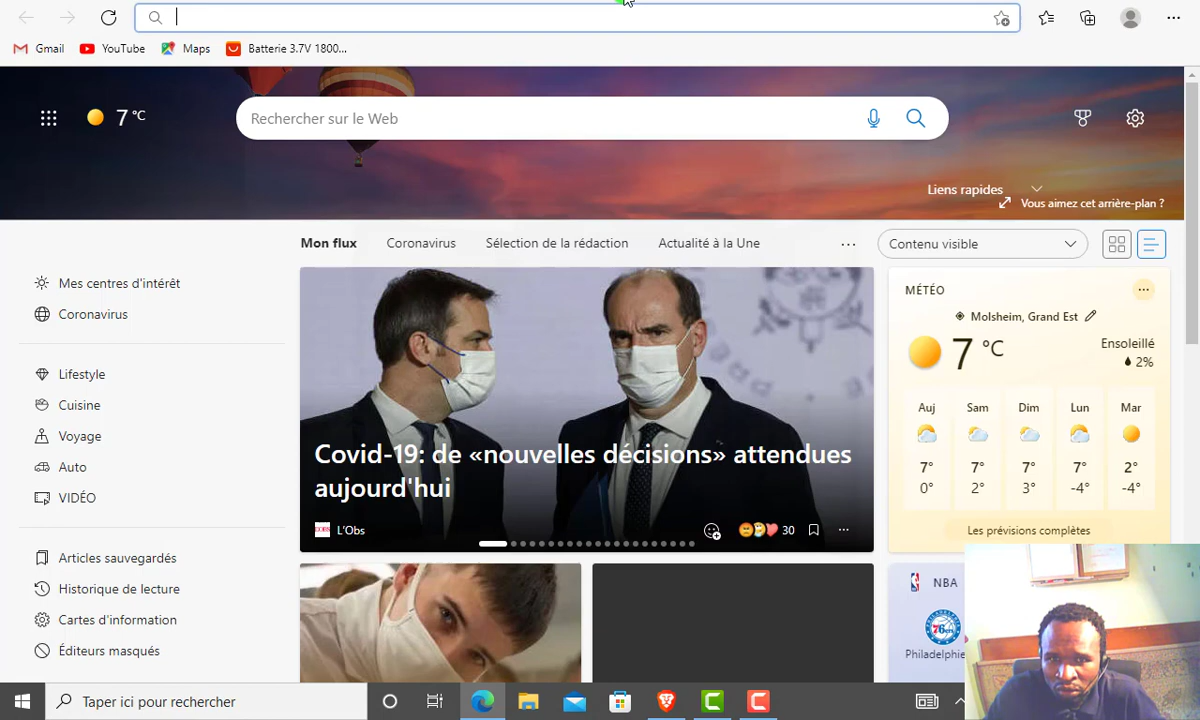 Gmail
YouTube
Maps
Batterie 3.7V 1800...
7 °C
Rechercher sur le Web
Liens rapides
Vous aimez cet arrière-plan ?
Mon flux
Coronavirus
Sélection de la rédaction
Actualité à la Une
...
Contenu visible
Mes centres d'intérêt
Coronavirus
Lifestyle
Cuisine
Voyage
Auto
VIDÉO
Articles sauvegardés
Historique de lecture
Cartes d'information
Éditeurs masqués
Covid-19: de «nouvelles décisions» attendues
aujourd'hui
L'Obs
30
MÉTÉO
Molsheim, Grand Est
7 °C
Ensoleillé
2%
Auj Sam Dim Lun Mar
7° 7° 7° 7° 2°
0° 2° 3° -4° -4°
Les prévisions complètes
NBA
76ers
Philadelphie
Taper ici pour rechercher